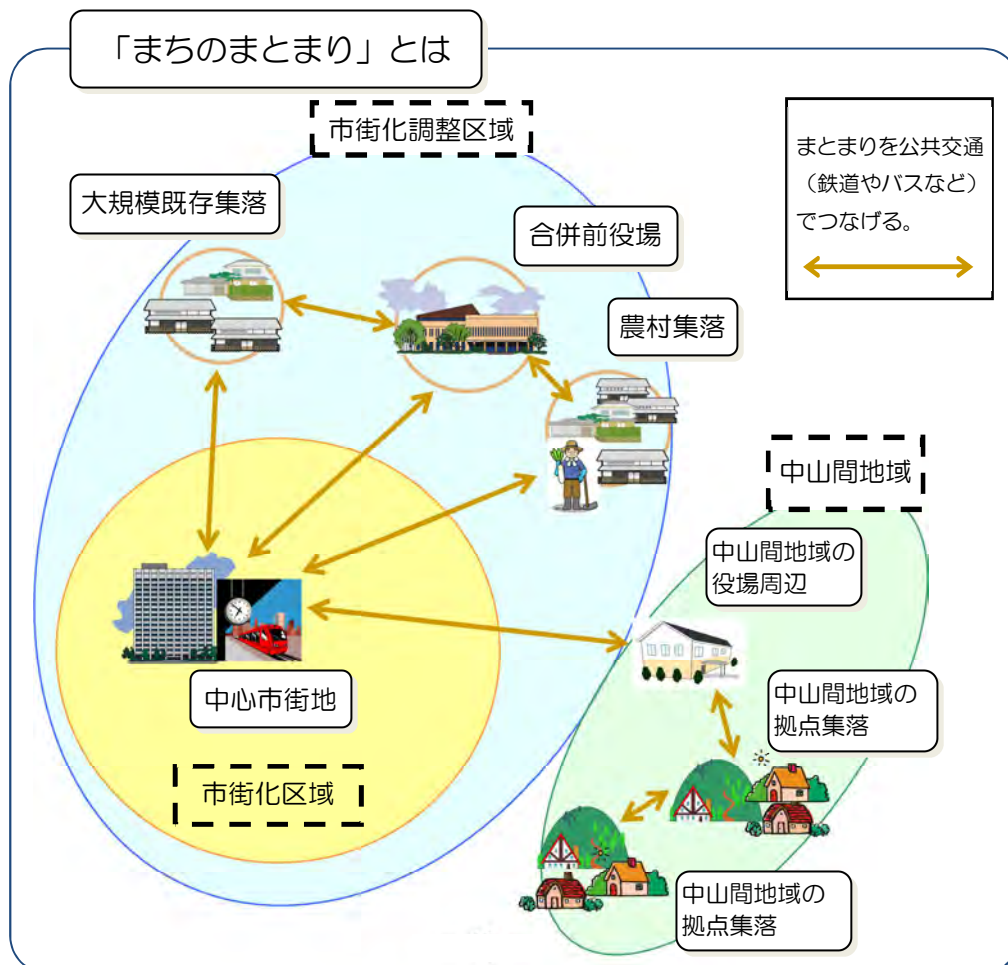 「まちのまとまり」とは
市街化調整区域
まとまりを公共交通
（鉄道やバスなど）
でつなげる。
大規模既存集落
合併前役場
農村集落
中山間地域
中山間地域の
役場周辺
中心市街地
中山間地域の
拠点集落
市街化区域
中山間地域の
拠点集落